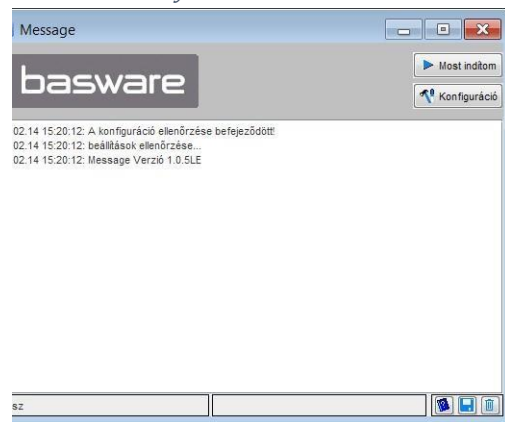 Message
basware
Most indítom
Konfiguráció
02.14 15:20:12: A konfiguráció ellenőrzése befejeződött!
02.14 15:20:12: beállítások ellenőrzése...
02.14 15:20:12: Message Verzió 1.0.5LE
sz